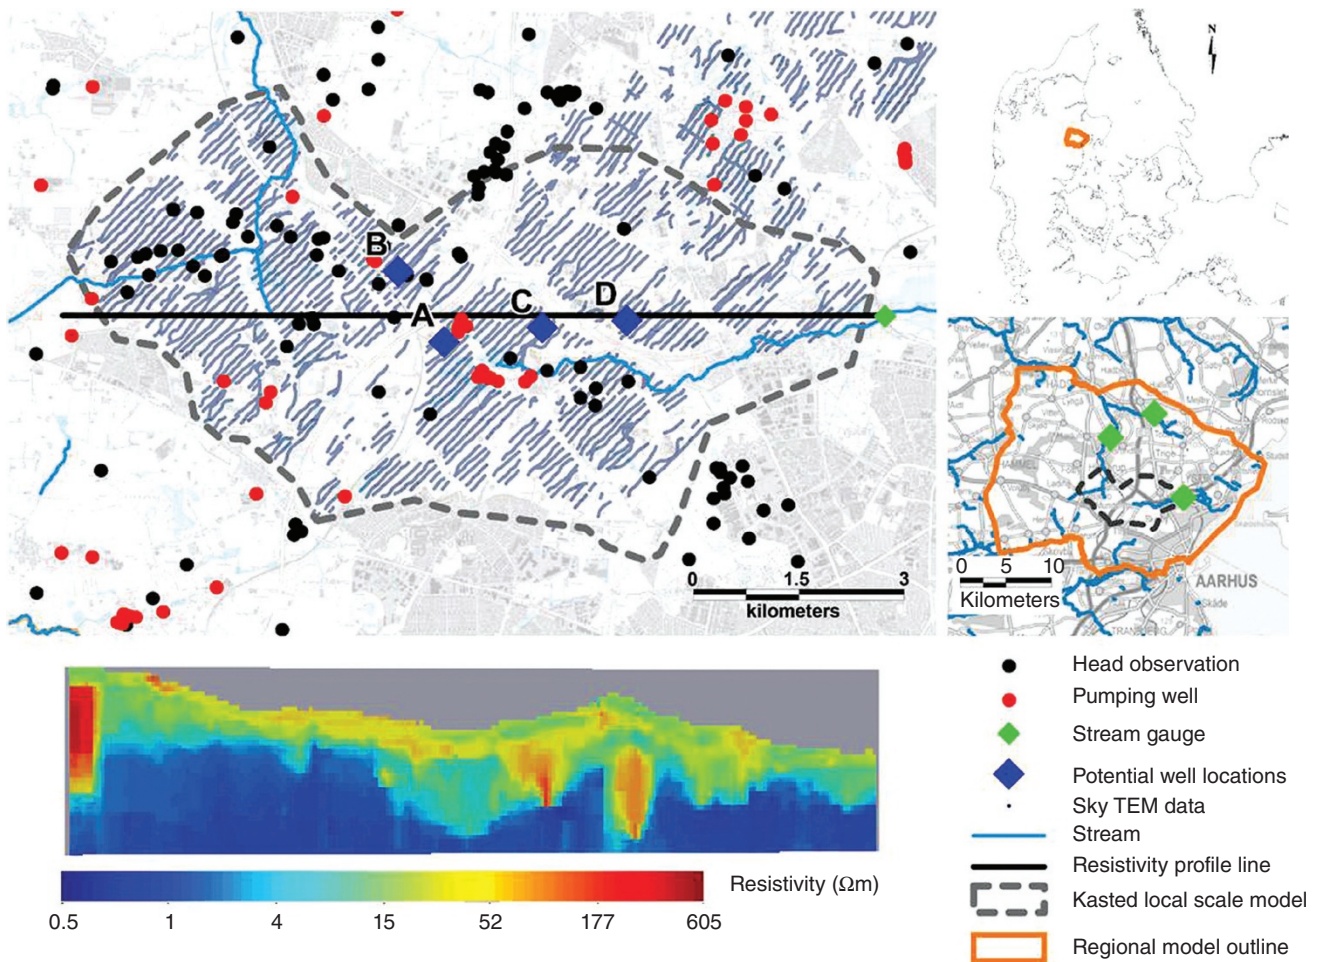 N
B
A
C
D
0 1.5 3
kilometers
0 5 10
Kilometers
AARHUS
Skåde
Head observation
Pumping well
Stream gauge
Potential well locations
Sky TEM data
Stream
Resistivity profile line
Kasted local scale model
Regional model outline
Resistivity (Ωm)
0.5 1 4 15 52 177 605